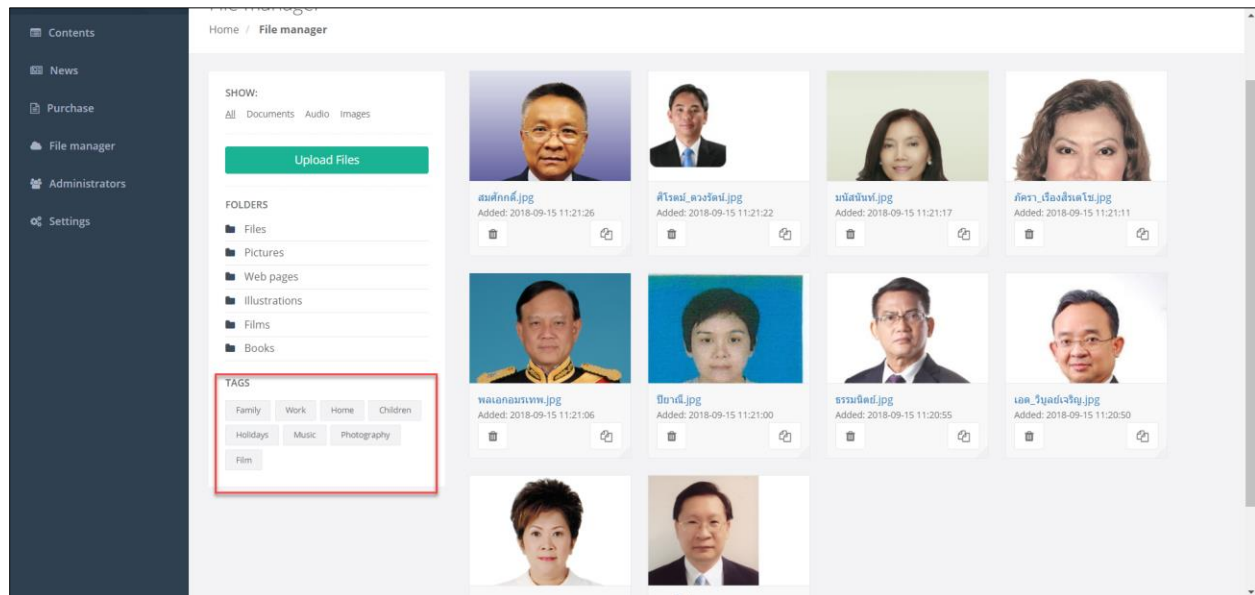 File manager
Home / File manager
Contents
News
Purchase
File manager
Administrators
Settings
SHOW:
All Documents Audio Images
Upload Files
FOLDERS
Files
Pictures
Web pages
Illustrations
Films
Books
TAGS
Family Work Home Children
Holidays Music Photography
Film
สมศักกดิ์.jpg
Added: 2018-09-15 11:21:26
ศิโรตม์_ดวงรัตน์.jpg
Added: 2018-09-15 11:21:22
มนัสนันท์.jpg
Added: 2018-09-15 11:21:17
ภัครา_เรืองสิรเดโช.jpg
Added: 2018-09-15 11:21:11
พลเอกอมรเทพ.jpg
Added: 2018-09-15 11:21:06
ปิยาณี.jpg
Added: 2018-09-15 11:21:00
ธรรมนิตย์.jpg
Added: 2018-09-15 11:20:55
เอด_วิบูลย์เจริญ.jpg
Added: 2018-09-15 11:20:50